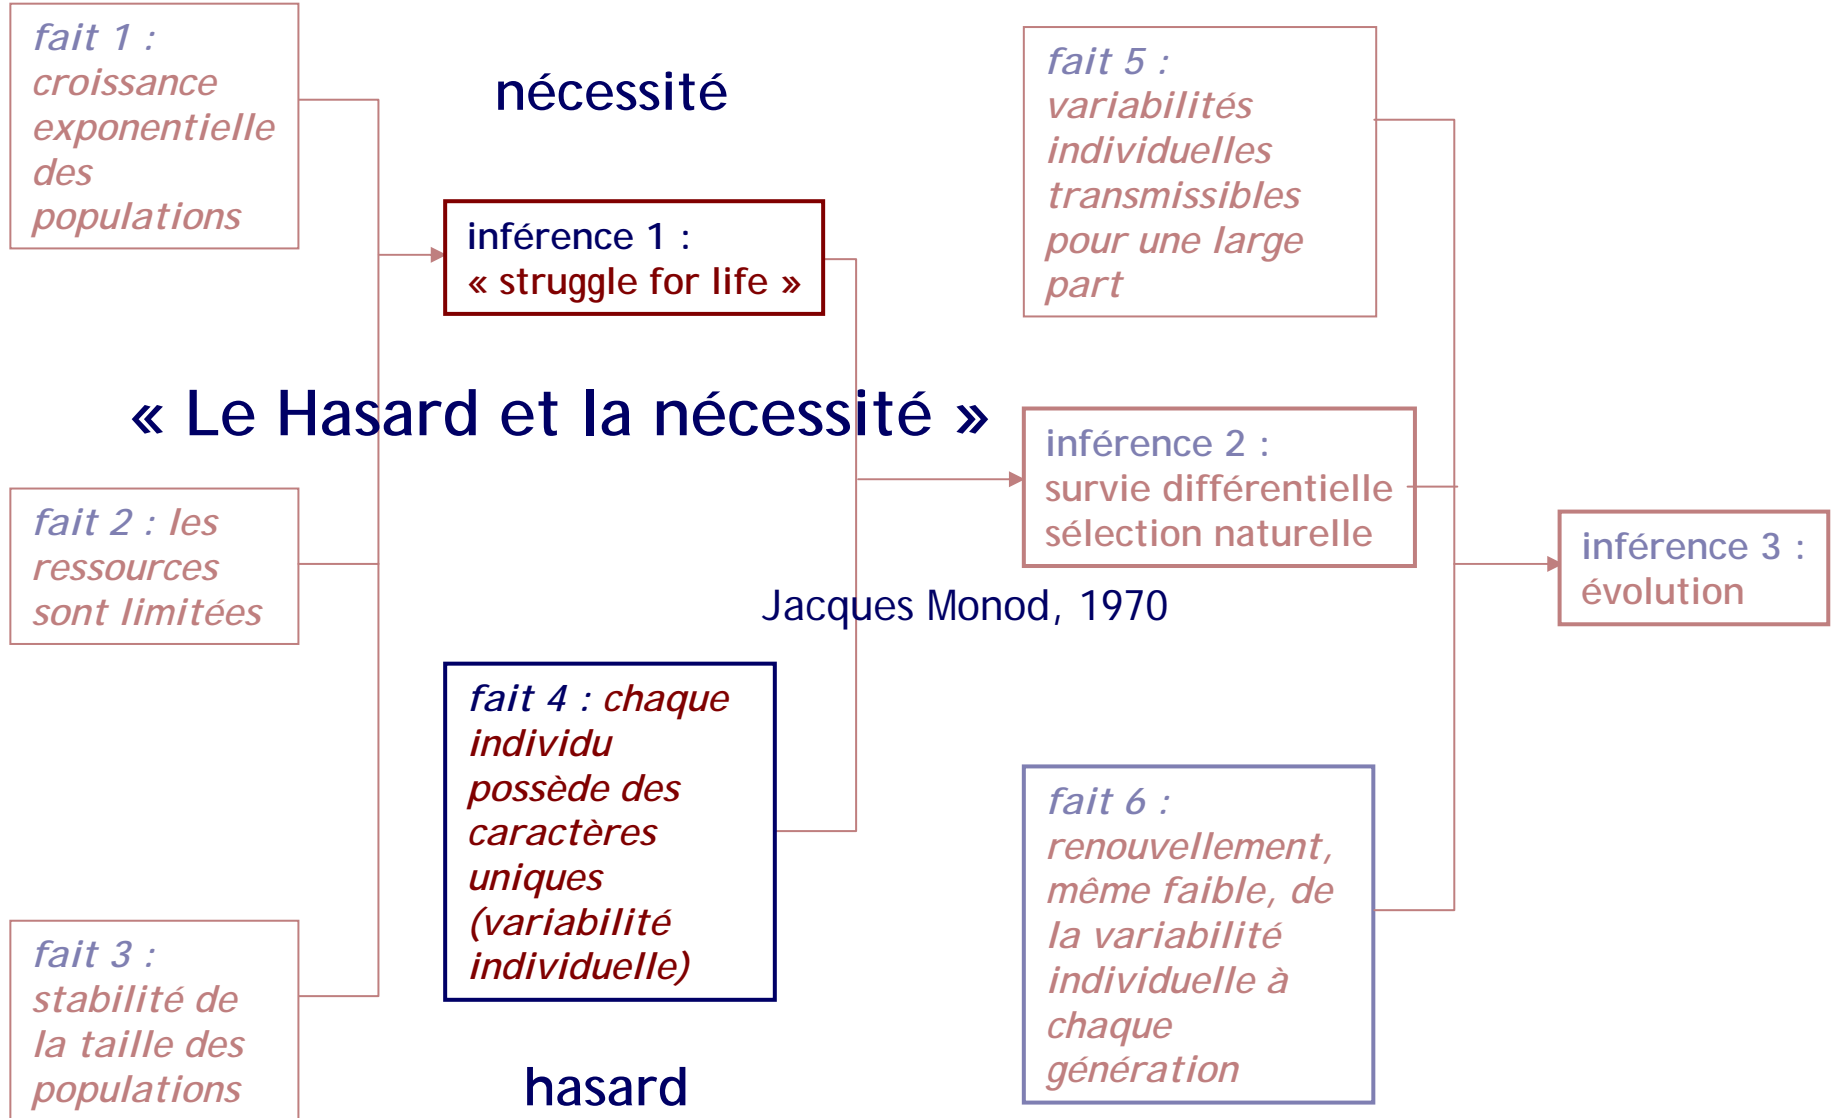 fait 1 :
croissance
exponentielle
des
populations
nécessité
inférence 1 :
« struggle for life »
fait 5 :
variabilités
individuelles
transmissibles
pour une large
part
« Le Hasard et la nécessité »
fait 2 : les
ressources
sont limitées
inférence 2 :
survie différentielle
sélection naturelle
inférence 3 :
évolution
Jacques Monod, 1970
fait 4 : chaque
individu
possède des
caractères
uniques
(variabilité
individuelle)
fait 6 :
renouvellement,
même faible, de
la variabilité
individuelle à
chaque
génération
fait 3 :
stabilité de
la taille des
populations
hasard